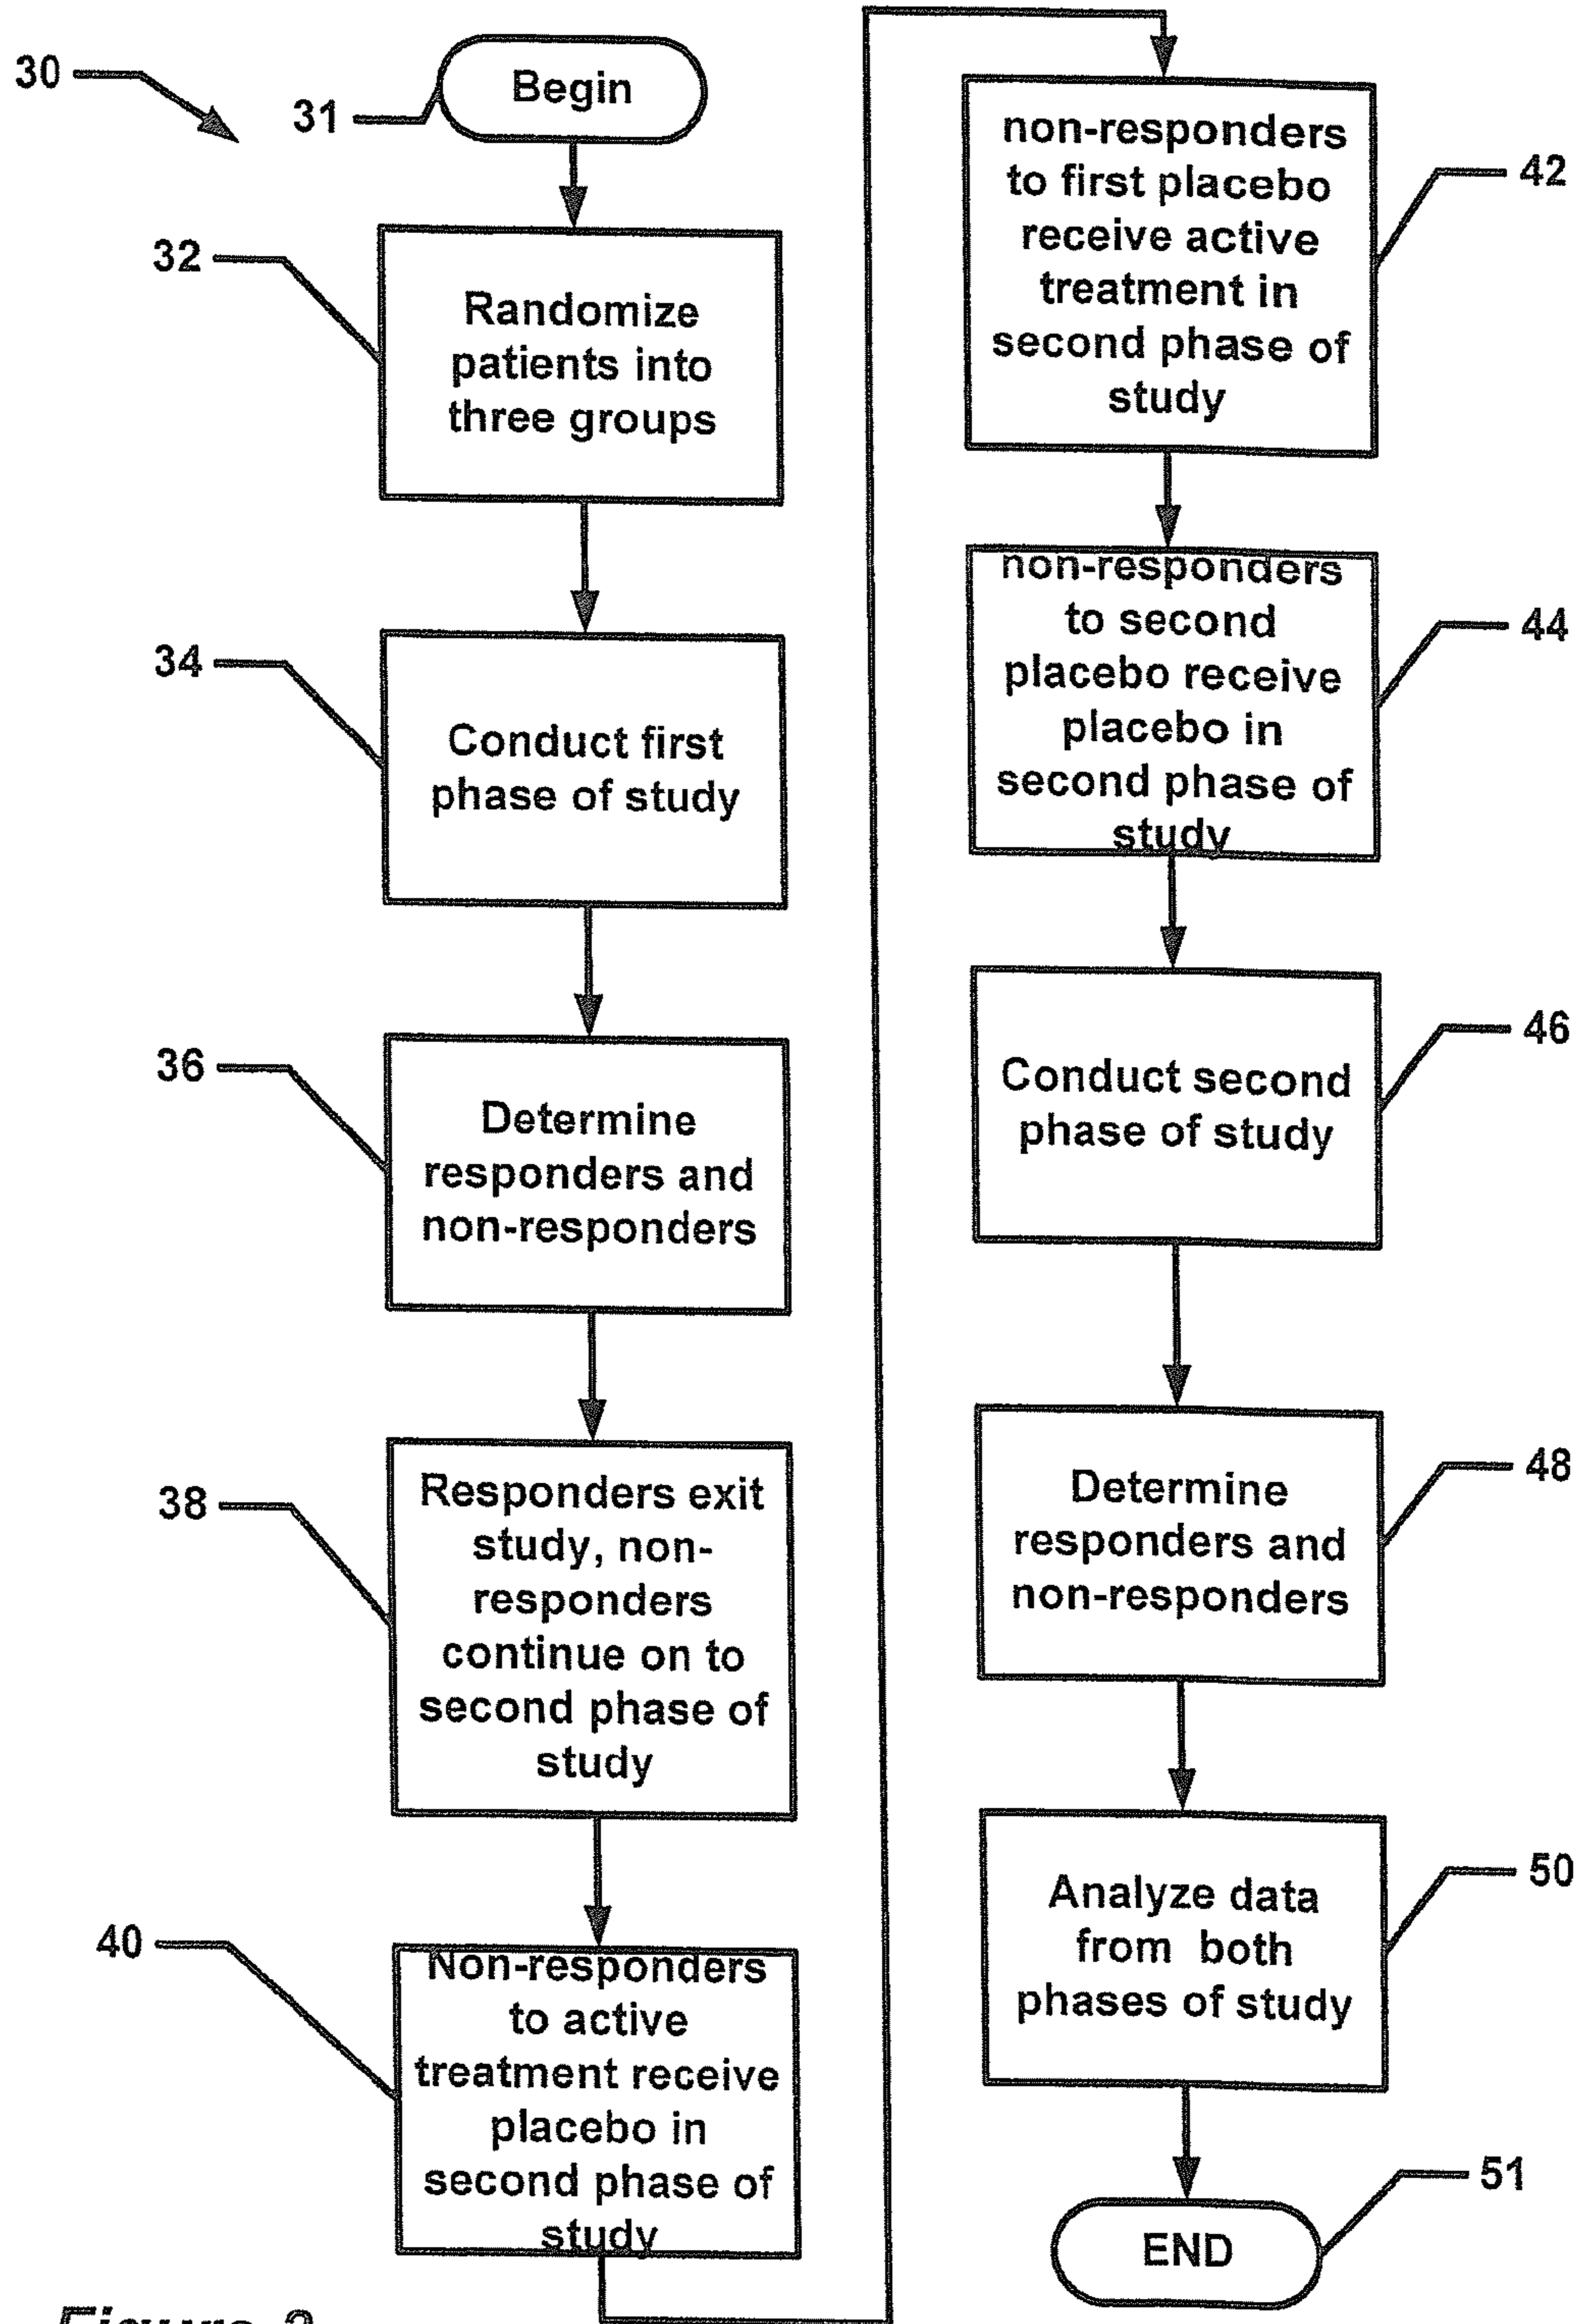 30
31
Begin
32
Randomize
patients into
three groups
34
Conduct first
phase of study
36
Determine
responders and
non-responders
38
Responders exit
study, non-
responders
continue on to
second phase of
study
40
Non-responders
to active
treatment receive
placebo in
second phase of
study
non-responders
to first placebo
receive active
treatment in
second phase of
study
42
non-responders
to second
placebo receive
placebo in
second phase of
study
44
Conduct second
phase of study
46
Determine
responders and
non-responders
48
Analyze data
from both
phases of study
50
END
51
Figure